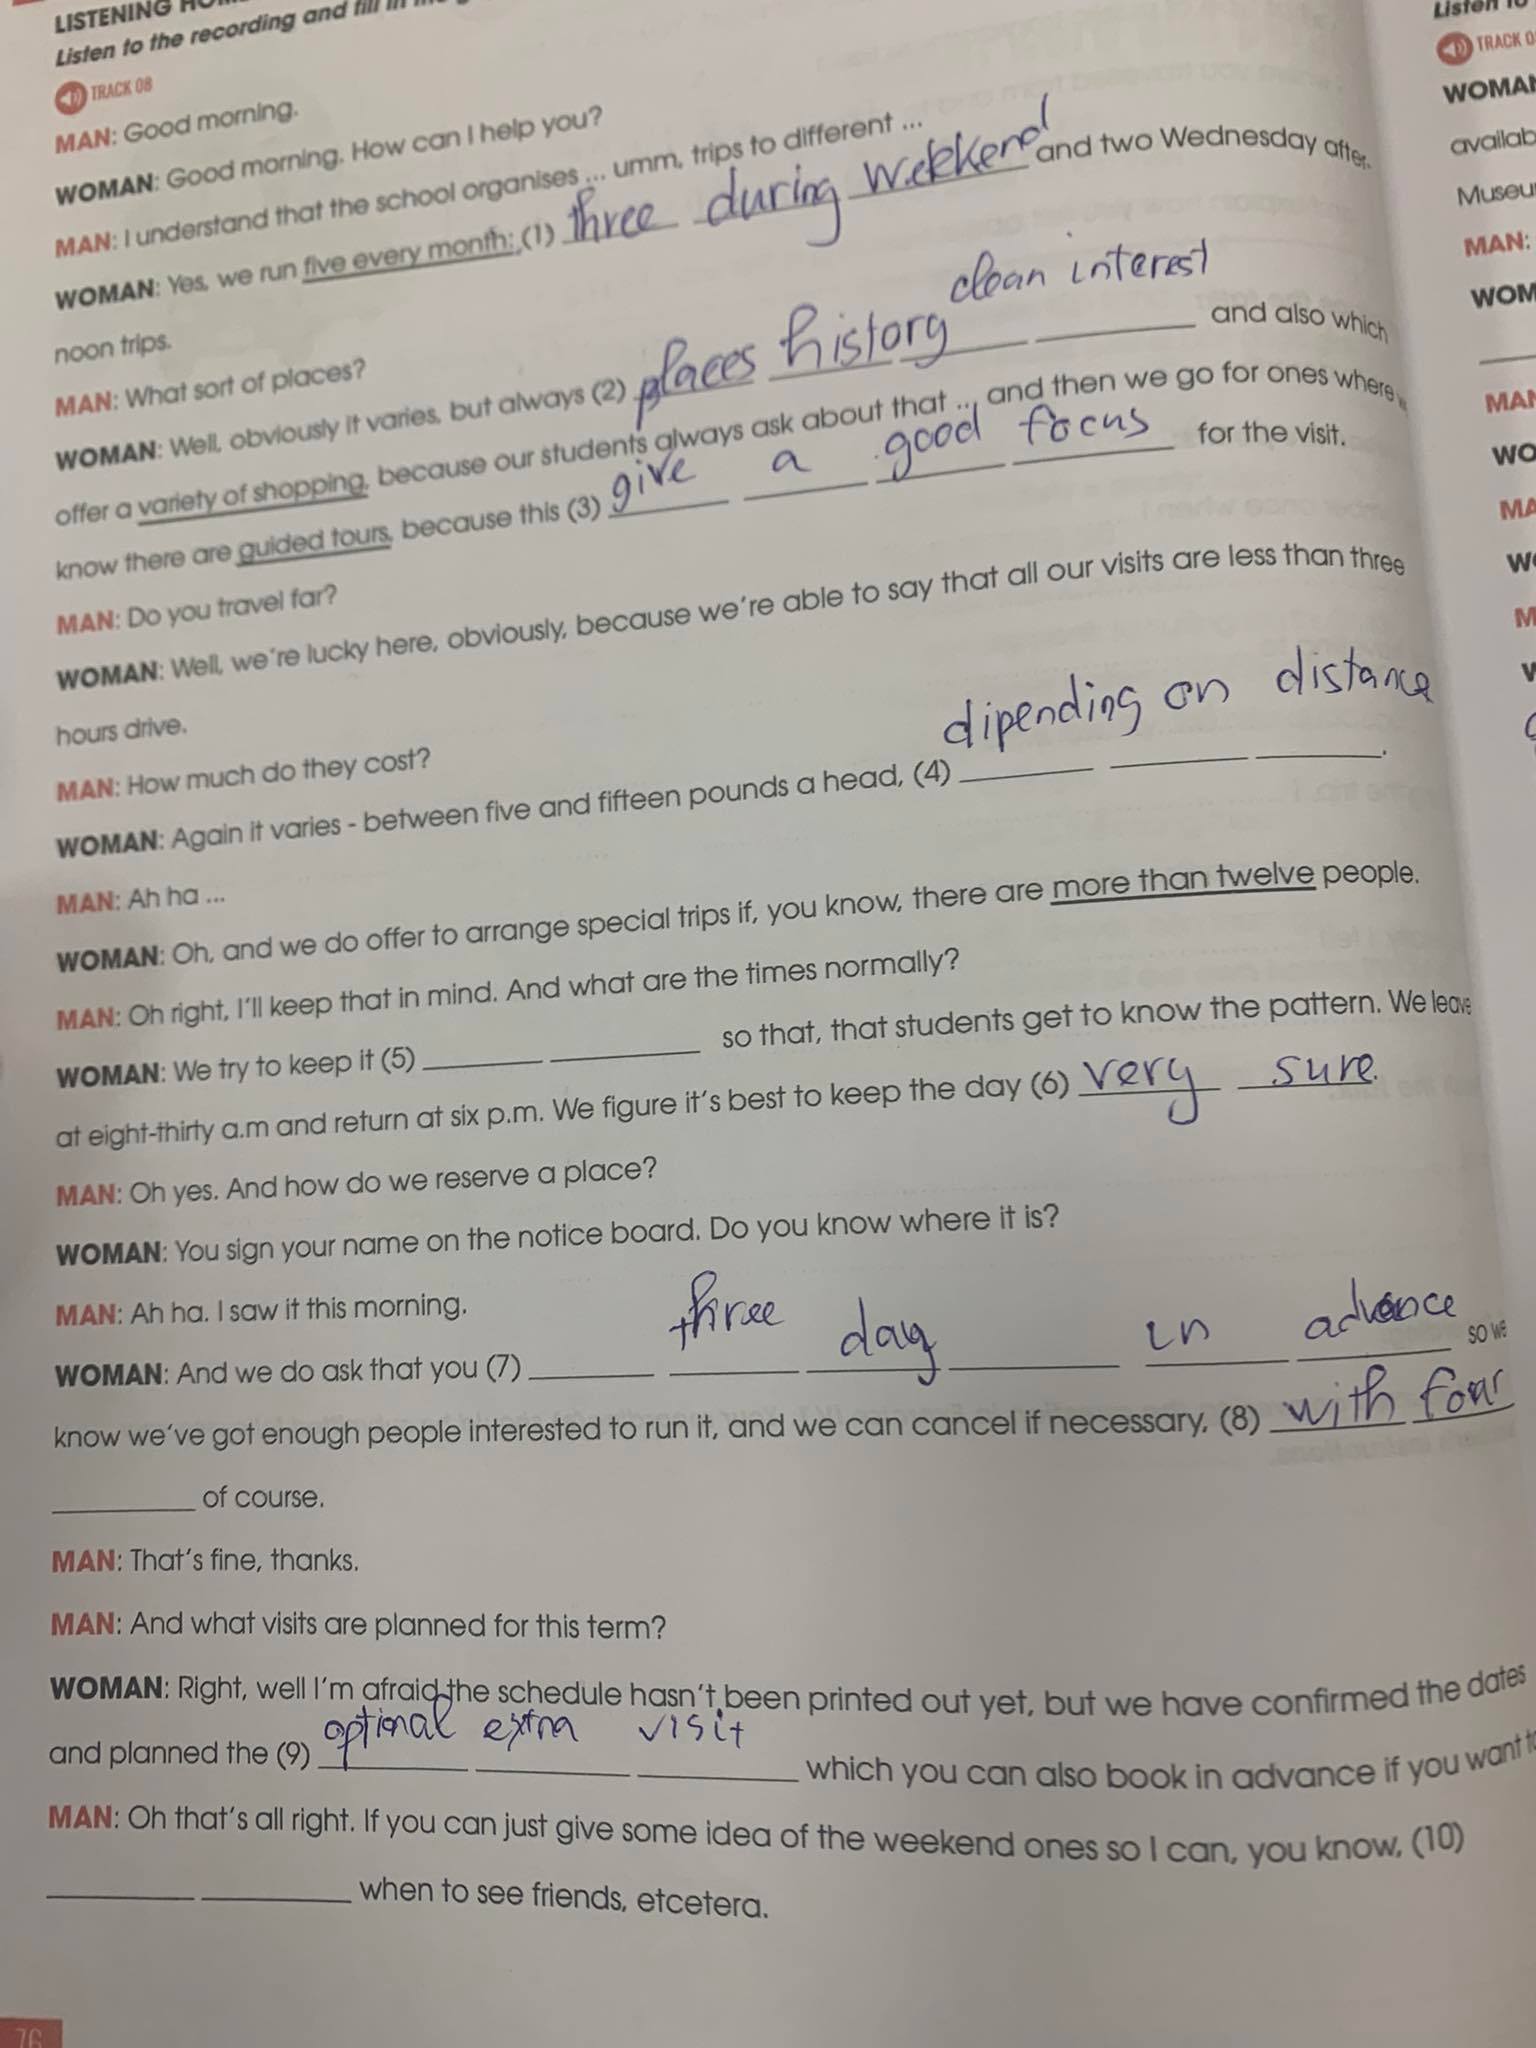 LISTENING
Listen to the recording and fill in
TRACK 08
MAN: Good morning.
WOMAN: Good morning. How can I help you?
MAN: I understand that the school organises ... umm, trips to different ...
WOMAN: Yes, we run five every month: (1) three during wekkend and two Wednesday after-
noon trips.
MAN: What sort of places?
clean interest
WOMAN: Well, obviously it varies, but always (2) places history ___ ___ and also which
offer a variety of shopping, because our students always ask about that ... and then we go for ones where
know there are guided tours, because this (3) give a good focus for the visit.
MAN: Do you travel far?
WOMAN: Well, we're lucky here, obviously, because we're able to say that all our visits are less than three
hours drive.
MAN: How much do they cost?
dipending on distance
WOMAN: Again it varies - between five and fifteen pounds a head, (4) ___ ___ ___.
MAN: Ah ha ...
WOMAN: Oh, and we do offer to arrange special trips if, you know, there are more than twelve people.
MAN: Oh right, I'll keep that in mind. And what are the times normally?
WOMAN: We try to keep it (5) ___ ___ so that, that students get to know the pattern. We leave
at eight-thirty a.m and return at six p.m. We figure it's best to keep the day (6) very sure.
MAN: Oh yes. And how do we reserve a place?
WOMAN: You sign your name on the notice board. Do you know where it is?
MAN: Ah ha. I saw it this morning.
WOMAN: And we do ask that you (7) ___ three day ___ in advance so we
know we've got enough people interested to run it, and we can cancel if necessary, (8) with four
___ of course.
MAN: That's fine, thanks.
MAN: And what visits are planned for this term?
WOMAN: Right, well I'm afraid the schedule hasn't been printed out yet, but we have confirmed the dates
and planned the (9) optional extra visit which you can also book in advance if you want to
MAN: Oh that's all right. If you can just give some idea of the weekend ones so I can, you know, (10)
___ ___ when to see friends, etcetera.
76
Listen to
TRACK
WOMAN
availab
Museu
MAN:
WOM
MAN
WO
MA
W
M